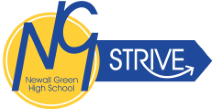 NG
STRIVE
Newall Green
High School